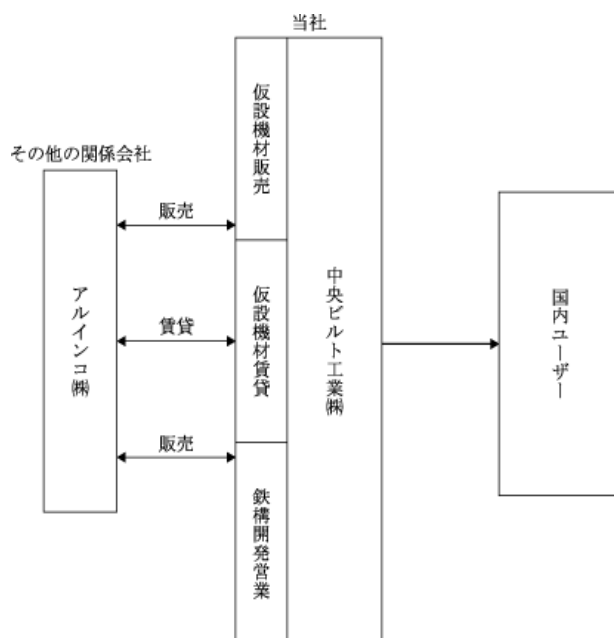 当社
その他の関係会社
アルインコ㈱
販売
賃貸
販売
仮設機材販売
仮設機材賃貸
鉄構開発営業
中央ビルト工業㈱
国内ユーザー